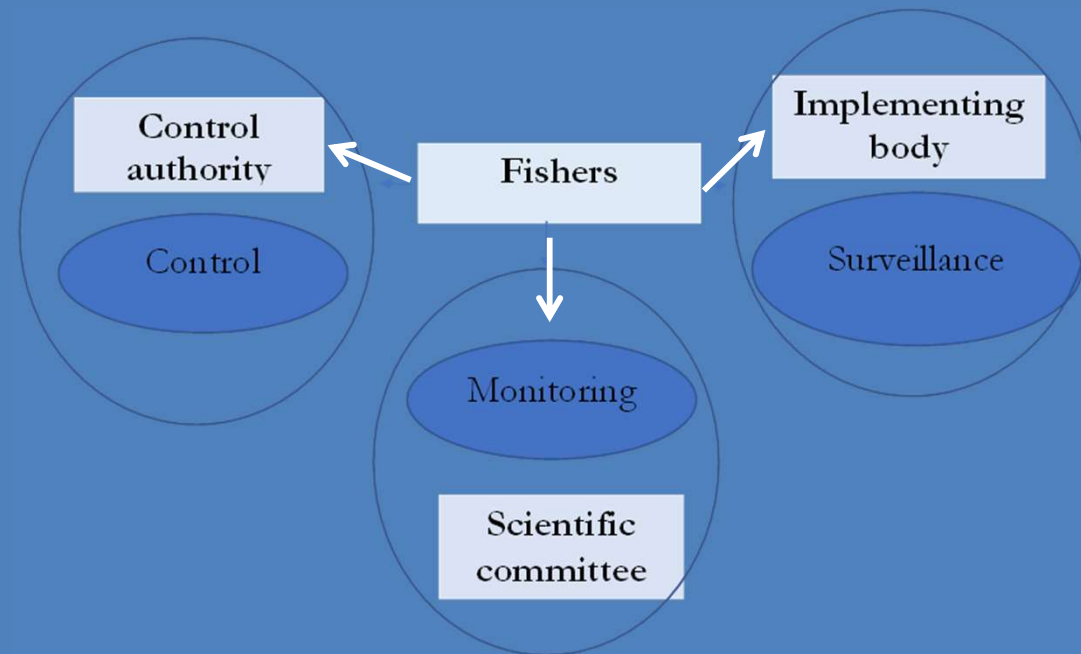 Control
authority
Control
Fishers
Monitoring
Scientific
committee
Implementing
body
Surveillance